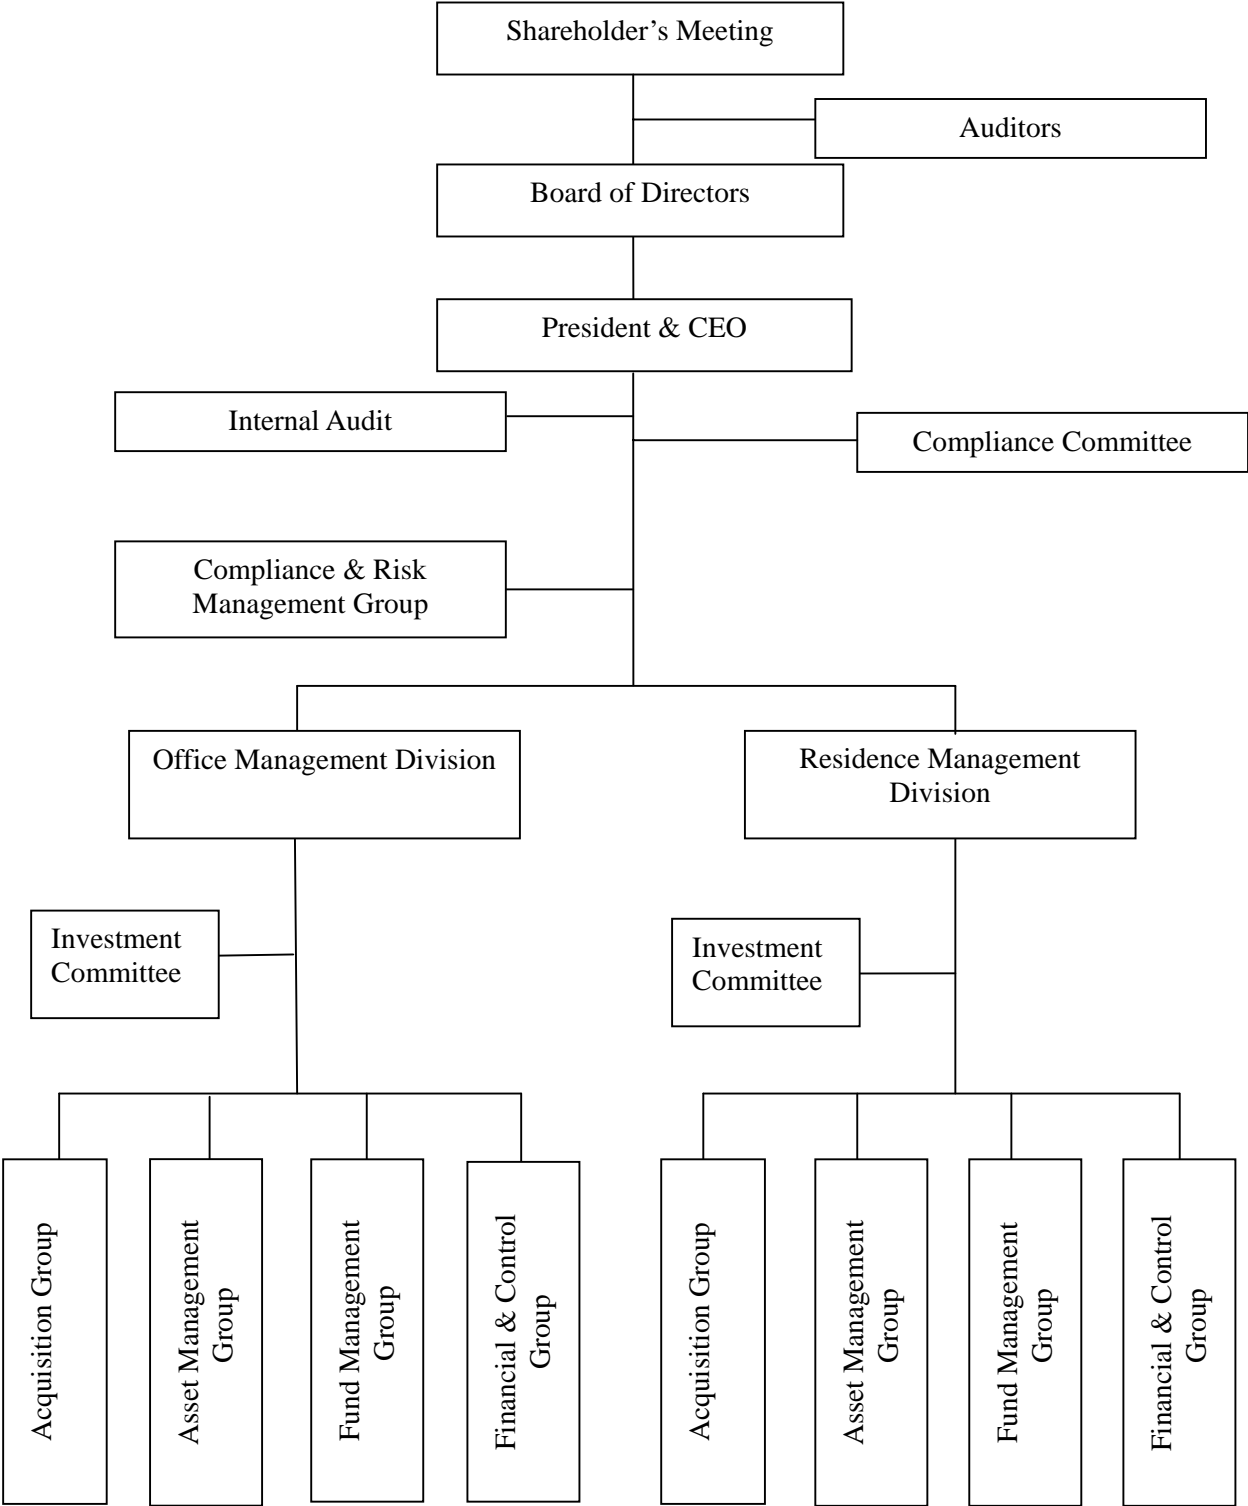 Shareholder’s Meeting
Auditors
Board of Directors
President & CEO
Internal Audit
Compliance Committee
Compliance & Risk
Management Group
Office Management Division
Residence Management
Division
Investment
Committee
Investment
Committee
Acquisition Group
Asset Management
Group
Fund Management
Group
Financial & Control
Group
Acquisition Group
Asset Management
Group
Fund Management
Group
Financial & Control
Group